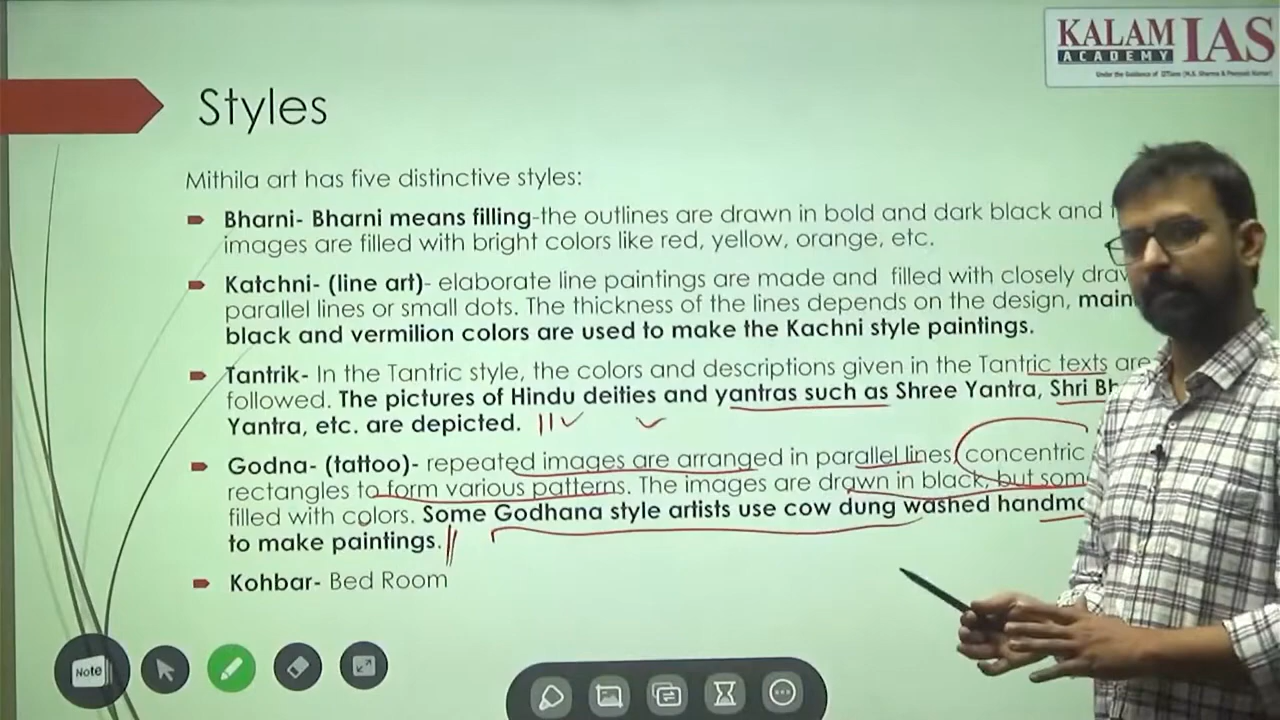 KALAM IAS
ACADEMY
Styles
Mithila art has five distinctive styles:
Bharni- Bharni means filling-the outlines are drawn in bold and dark black and
images are filled with bright colors like red, yellow, orange, etc.
Katchni- (line art)- elaborate line paintings are made and filled with closely
parallel lines or small dots. The thickness of the lines depends on the design,
black and vermilion colors are used to make the Kachni style paintings.
Tantrik- In the Tantric style, the colors and descriptions given in the Tantric texts are
followed. The pictures of Hindu deities and yantras such as Shree Yantra, Shri
Yantra, etc. are depicted.
Godna- (tattoo)- repeated images are arranged in parallel lines, concentric
rectangles to form various patterns. The images are drawn in black, but
filled with colors. Some Godhana style artists use cow dung washed
to make paintings.
Kohbar- Bed Room
Note